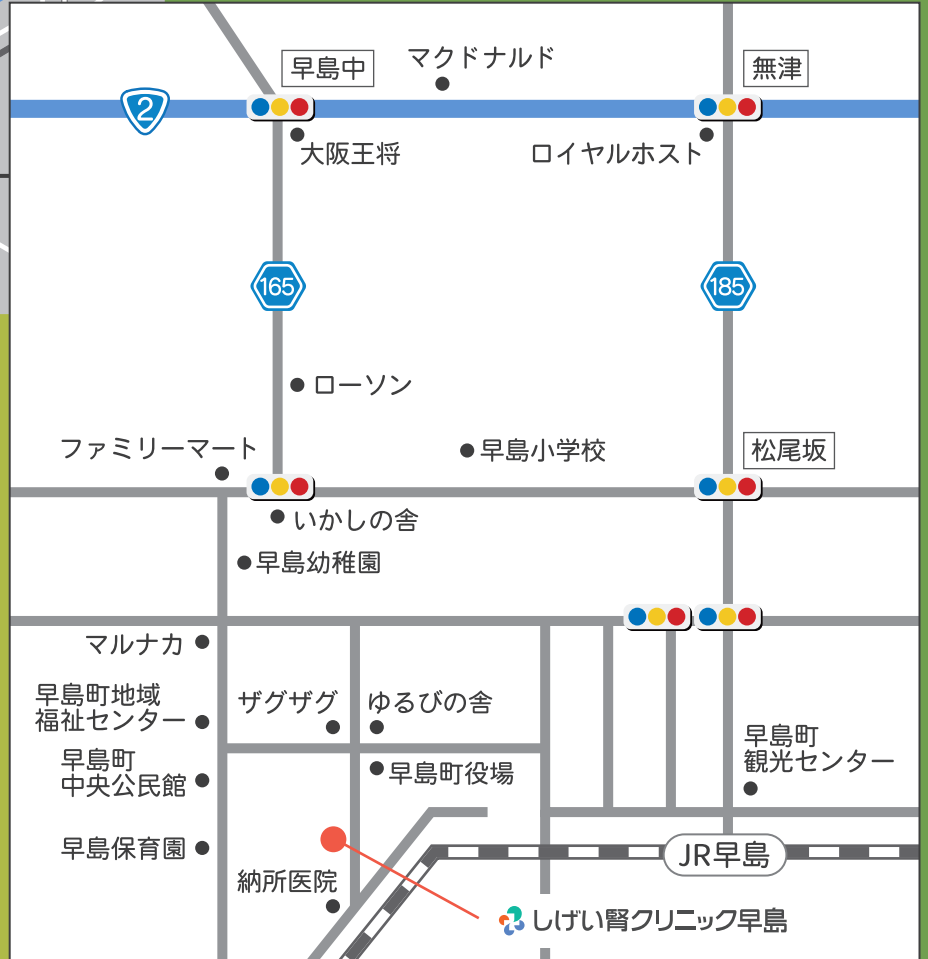 早島中
マクドナルド
無津
2
大阪王将
ロイヤルホスト
165
185
ローソン
ファミリーマート
早島小学校
松尾坂
いかしの舎
早島幼稚園
マルナカ
早島町地域
福祉センター
ザグザグ
ゆるびの舎
早島町
観光センター
早島町
中央公民館
早島町役場
早島保育園
JR早島
納所医院
しげい腎クリニック早島